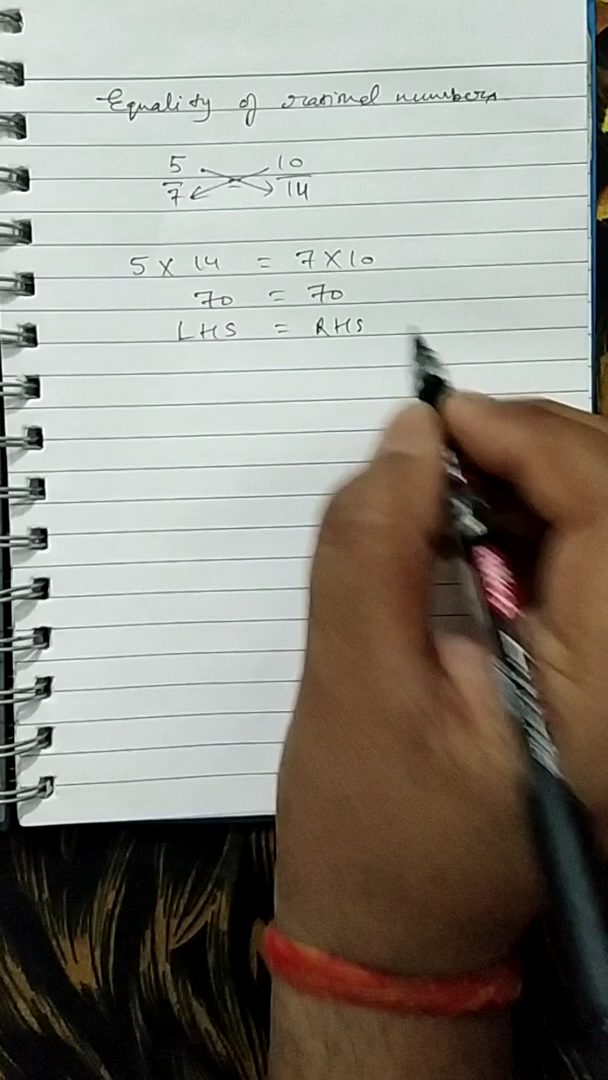 Equality of rational numbers
5/7 = 10/14
5 × 14 = 7 × 10
70 = 70
LHS = RHS